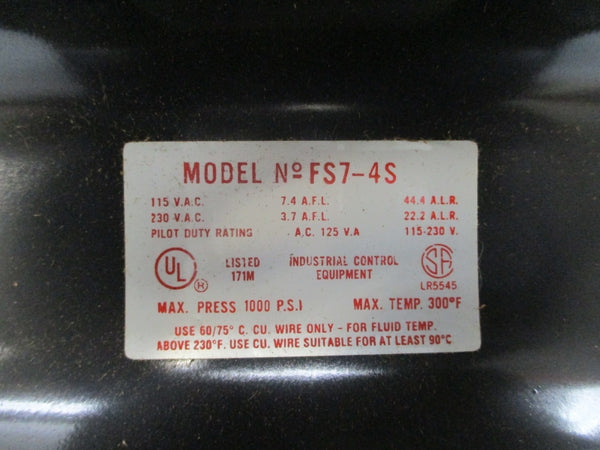 MODEL Nº FS7-4S
115 V.A.C. 7.4 A.F.L. 44.4 A.L.R.
230 V.A.C. 3.7 A.F.L. 22.2 A.L.R.
PILOT DUTY RATING A.C. 125 V.A 115-230 V.
UL ® LISTED INDUSTRIAL CONTROL SA
171M EQUIPMENT LR5545
MAX. PRESS 1000 P.S.I MAX. TEMP. 300°F
USE 60/75° C. CU. WIRE ONLY - FOR FLUID TEMP.
ABOVE 230°F. USE CU. WIRE SUITABLE FOR AT LEAST 90°C